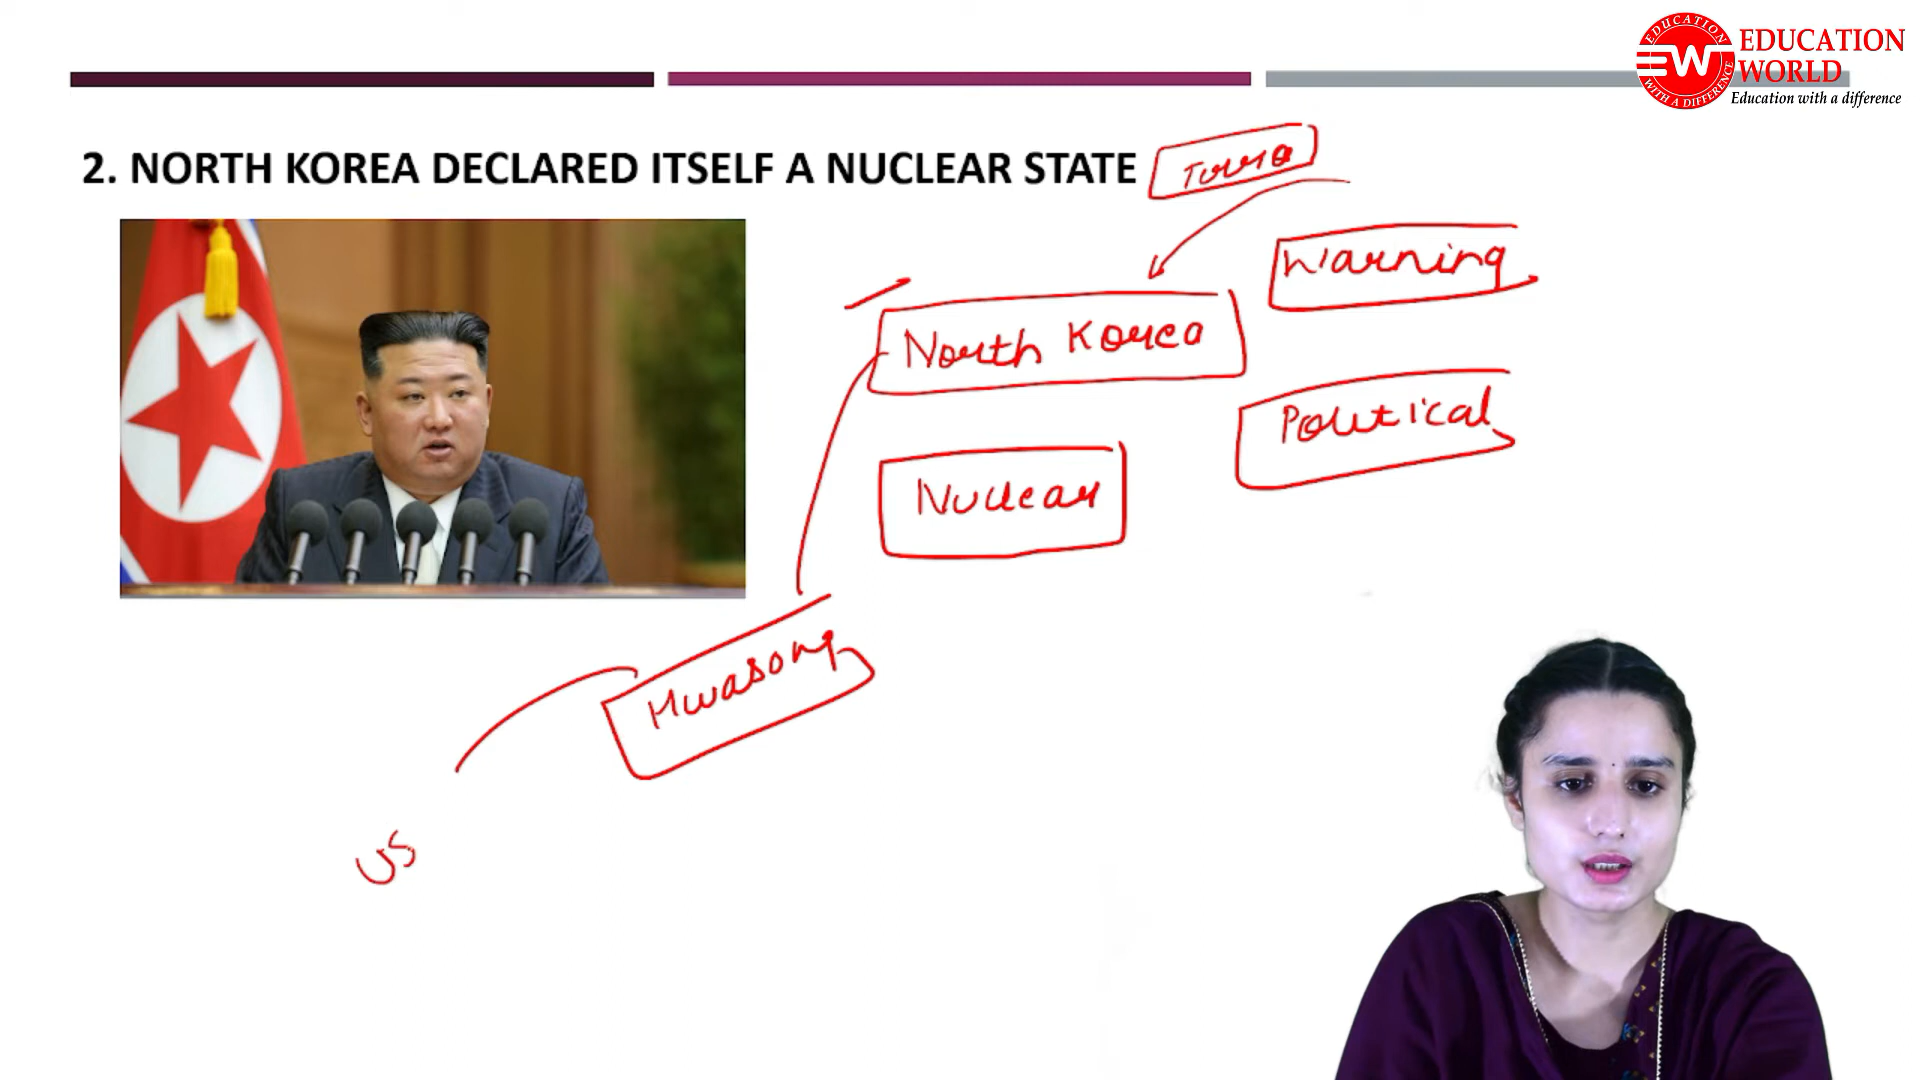 EDUCATION
WORLD
Education with a difference
EDUCATION
EW
WITH A DIFFERENCE
2. NORTH KOREA DECLARED ITSELF A NUCLEAR STATE
Warning
North Korea
Political
Nuclear
Hwasong
US